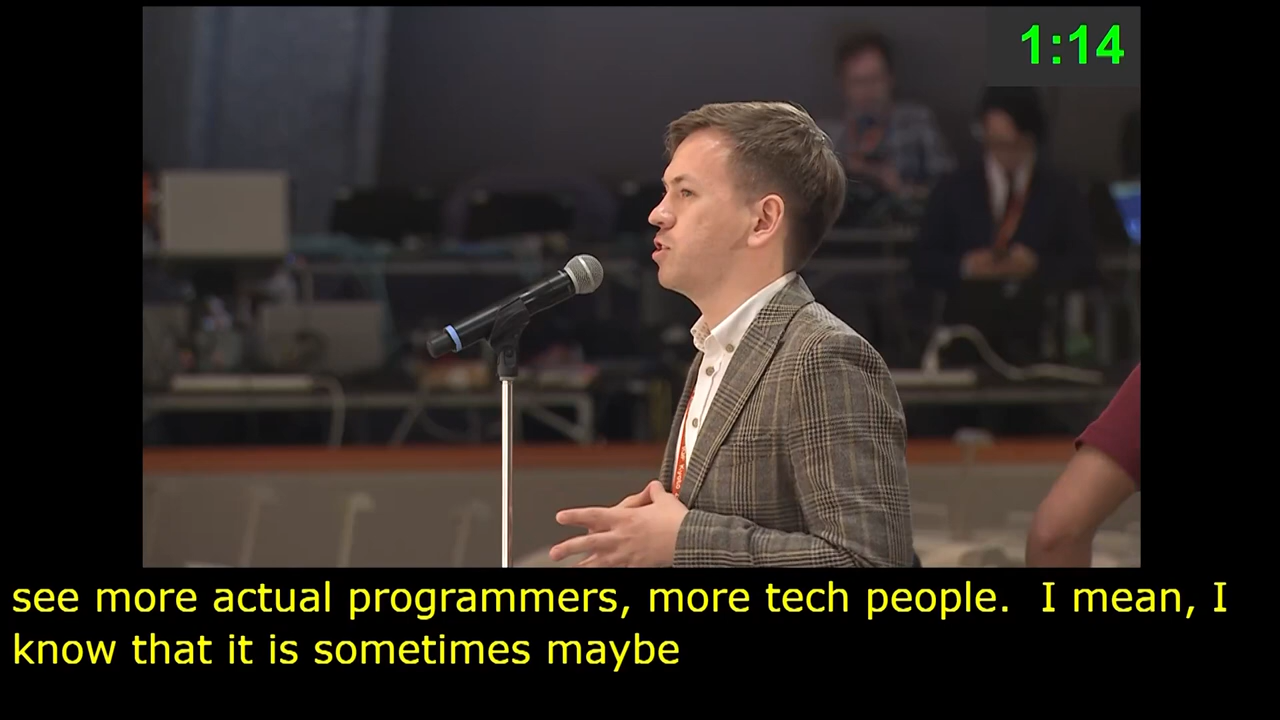 1:14
see more actual programmers, more tech people.  I mean, I
know that it is sometimes maybe